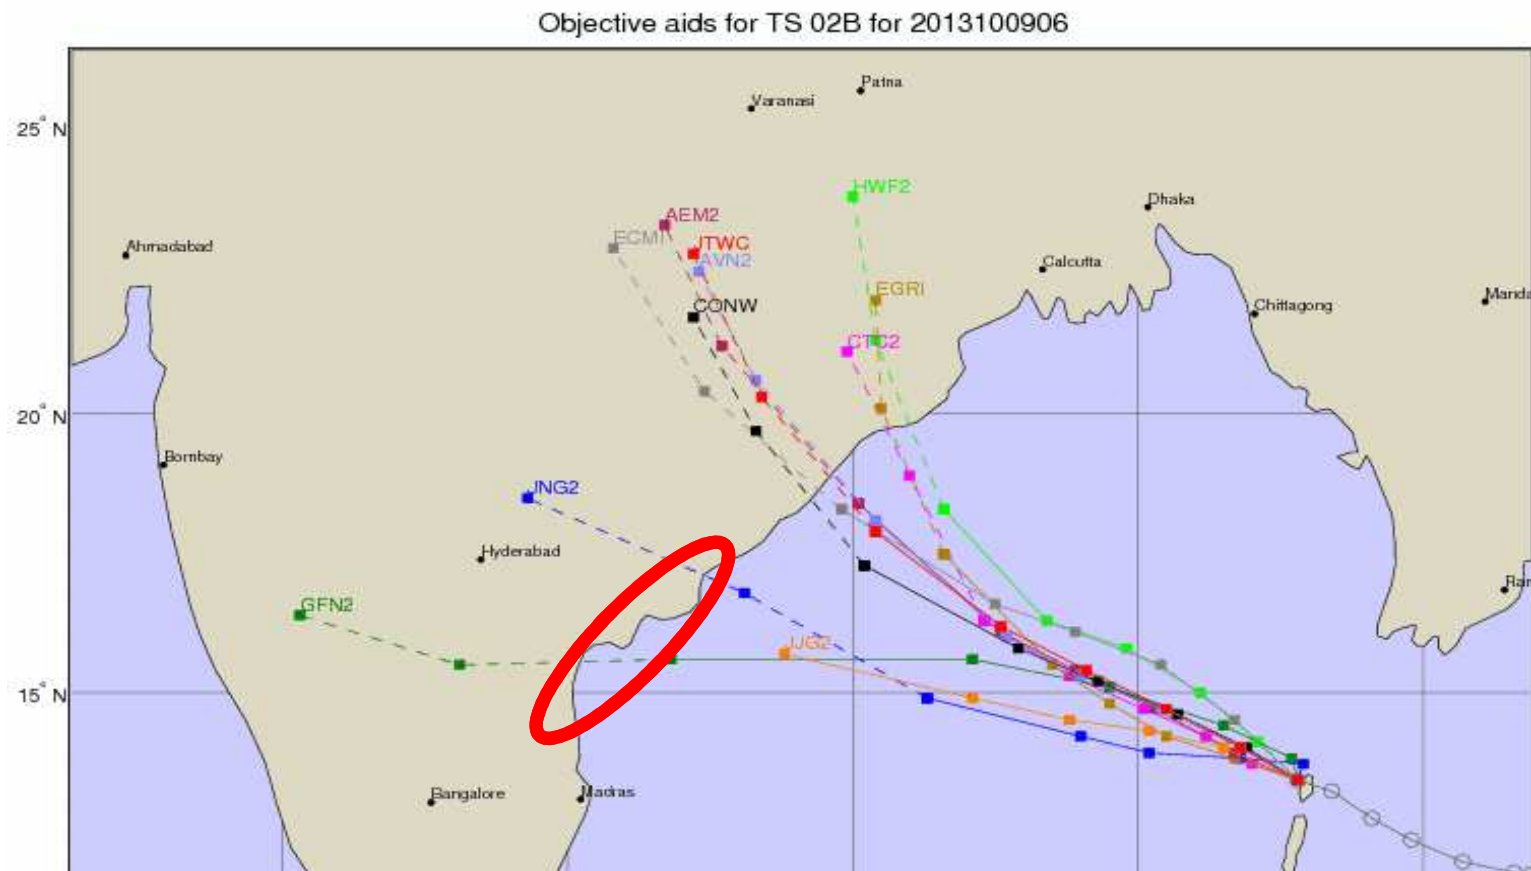 Objective aids for TS 02B for 2013100906
Patna
Varanasi
25° N
HWF2
Dhaka
AEM2
ECMI
JTWC
Ahmadabad
AVN2
Calcutta
EGRI
CONW
Chittagong
CTC2
20° N
Bombay
JNG2
Hyderabad
GFN2
JJG2
15° N
Bangalore
Madras